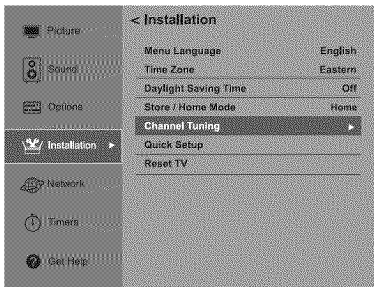 < Installation
Picture
Sound
Options
Installation
Network
Timers
Get Help
Menu Language English
Time Zone Eastern
Daylight Saving Time Off
Store / Home Mode Home
Channel Tuning
Quick Setup
Reset TV